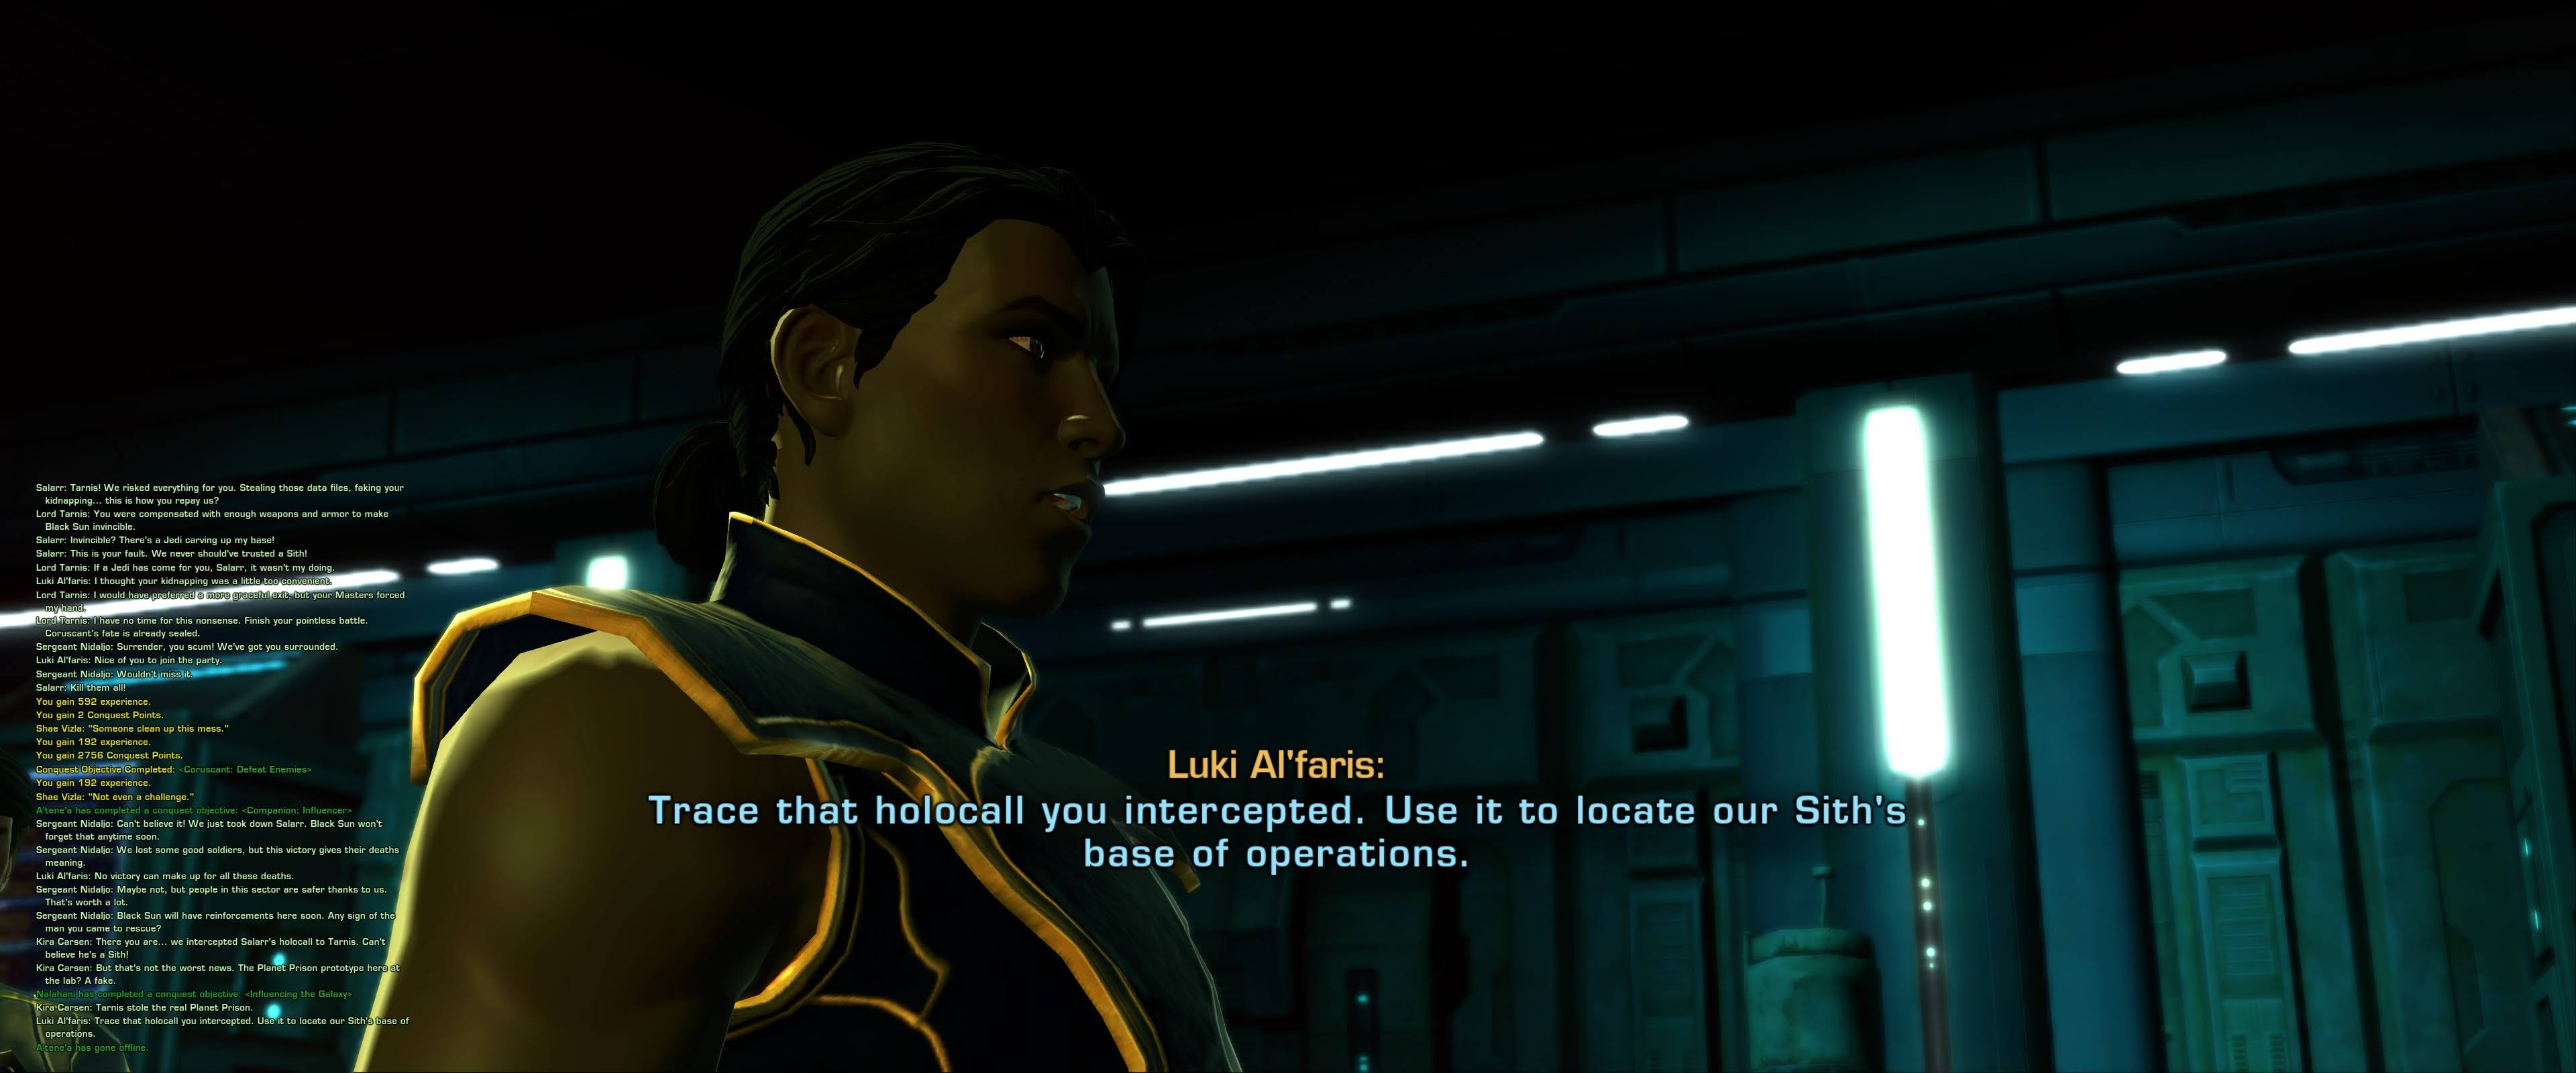 Salarr: Tarnis! We risked everything for you. Stealing those data files, faking your
kidnapping... this is how you repay us?
Lord Tarnis: You were compensated with enough weapons and armor to make
Black Sun invincible.
Salarr: Invincible? There's a Jedi carving up my base!
Salarr: This is your fault. We never should've trusted a Sith!
Lord Tarnis: If a Jedi has come for you, Salarr, it wasn't my doing.
Luki Al'faris: I thought your kidnapping was a little too convenient.
Lord Tarnis: I would have preferred a more graceful exit, but your Masters forced
my hand.
Lord Tarnis: I have no time for this nonsense. Finish your pointless battle.
Coruscant's fate is already sealed.
Sergeant Nidaljo: Surrender, you scum! We've got you surrounded.
Luki Al'faris: Nice of you to join the party.
Sergeant Nidaljo: Wouldn't miss it.
Salarr: Kill them all!
You gain 592 experience.
You gain 2 Conquest Points.
Shae Vizla: "Someone clean up this mess."
You gain 192 experience.
You gain 2756 Conquest Points.
Conquest Objective Completed: <Coruscant: Defeat Enemies>
You gain 192 experience.
Shae Vizla: "Not even a challenge."
A'tene'a has completed a conquest objective: <Companion: Influencer>
Sergeant Nidaljo: Can't believe it! We just took down Salarr. Black Sun won't
forget that anytime soon.
Sergeant Nidaljo: We lost some good soldiers, but this victory gives their deaths
meaning.
Luki Al'faris: No victory can make up for all these deaths.
Sergeant Nidaljo: Maybe not, but people in this sector are safer thanks to us.
That's worth a lot.
Sergeant Nidaljo: Black Sun will have reinforcements here soon. Any sign of the
man you came to rescue?
Kira Carsen: There you are... we intercepted Salarr's holocall to Tarnis. Can't
believe he's a Sith!
Kira Carsen: But that's not the worst news. The Planet Prison prototype here at
the lab? A fake.
Nalahani has completed a conquest objective: <Influencing the Galaxy>
Kira Carsen: Tarnis stole the real Planet Prison.
Luki Al'faris: Trace that holocall you intercepted. Use it to locate our Sith's base of
operations.
A'tene'a has gone offline.
Luki Al'faris:
Trace that holocall you intercepted. Use it to locate our Sith's
base of operations.